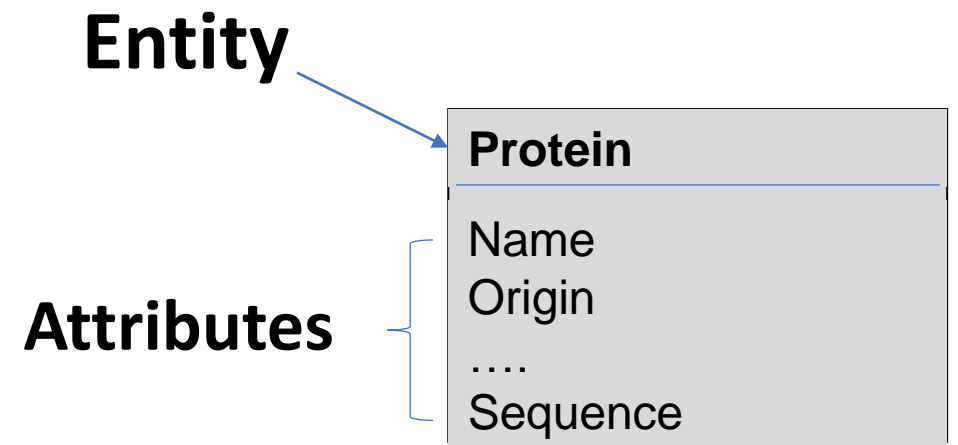 Entity
Protein
Name
Origin
Attributes
....
Sequence